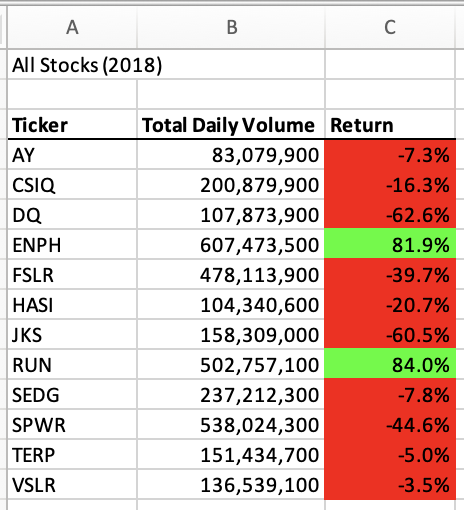 A B C
All Stocks (2018)
Ticker Total Daily Volume Return
AY 83,079,900 -7.3%
CSIQ 200,879,900 -16.3%
DQ 107,873,900 -62.6%
ENPH 607,473,500 81.9%
FSLR 478,113,900 -39.7%
HASI 104,340,600 -20.7%
JKS 158,309,000 -60.5%
RUN 502,757,100 84.0%
SEDG 237,212,300 -7.8%
SPWR 538,024,300 -44.6%
TERP 151,434,700 -5.0%
VSLR 136,539,100 -3.5%